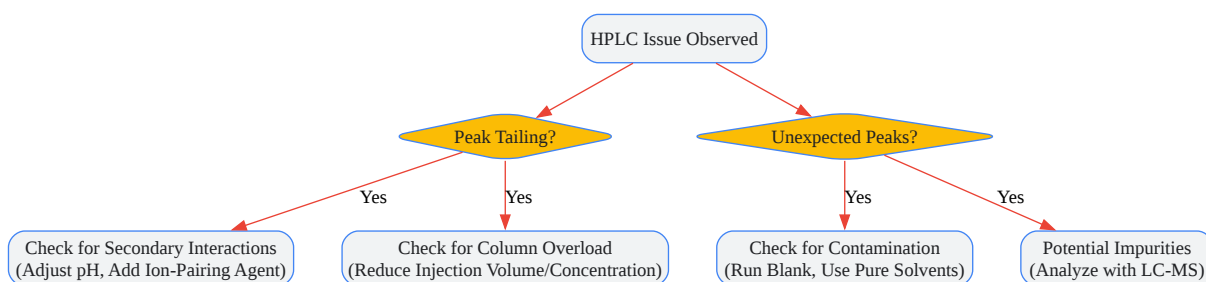 HPLC Issue Observed
Peak Tailing?
Unexpected Peaks?
Yes
Yes
Yes
Yes
Check for Secondary Interactions
(Adjust pH, Add Ion-Pairing Agent)
Check for Column Overload
(Reduce Injection Volume/Concentration)
Check for Contamination
(Run Blank, Use Pure Solvents)
Potential Impurities
(Analyze with LC-MS)